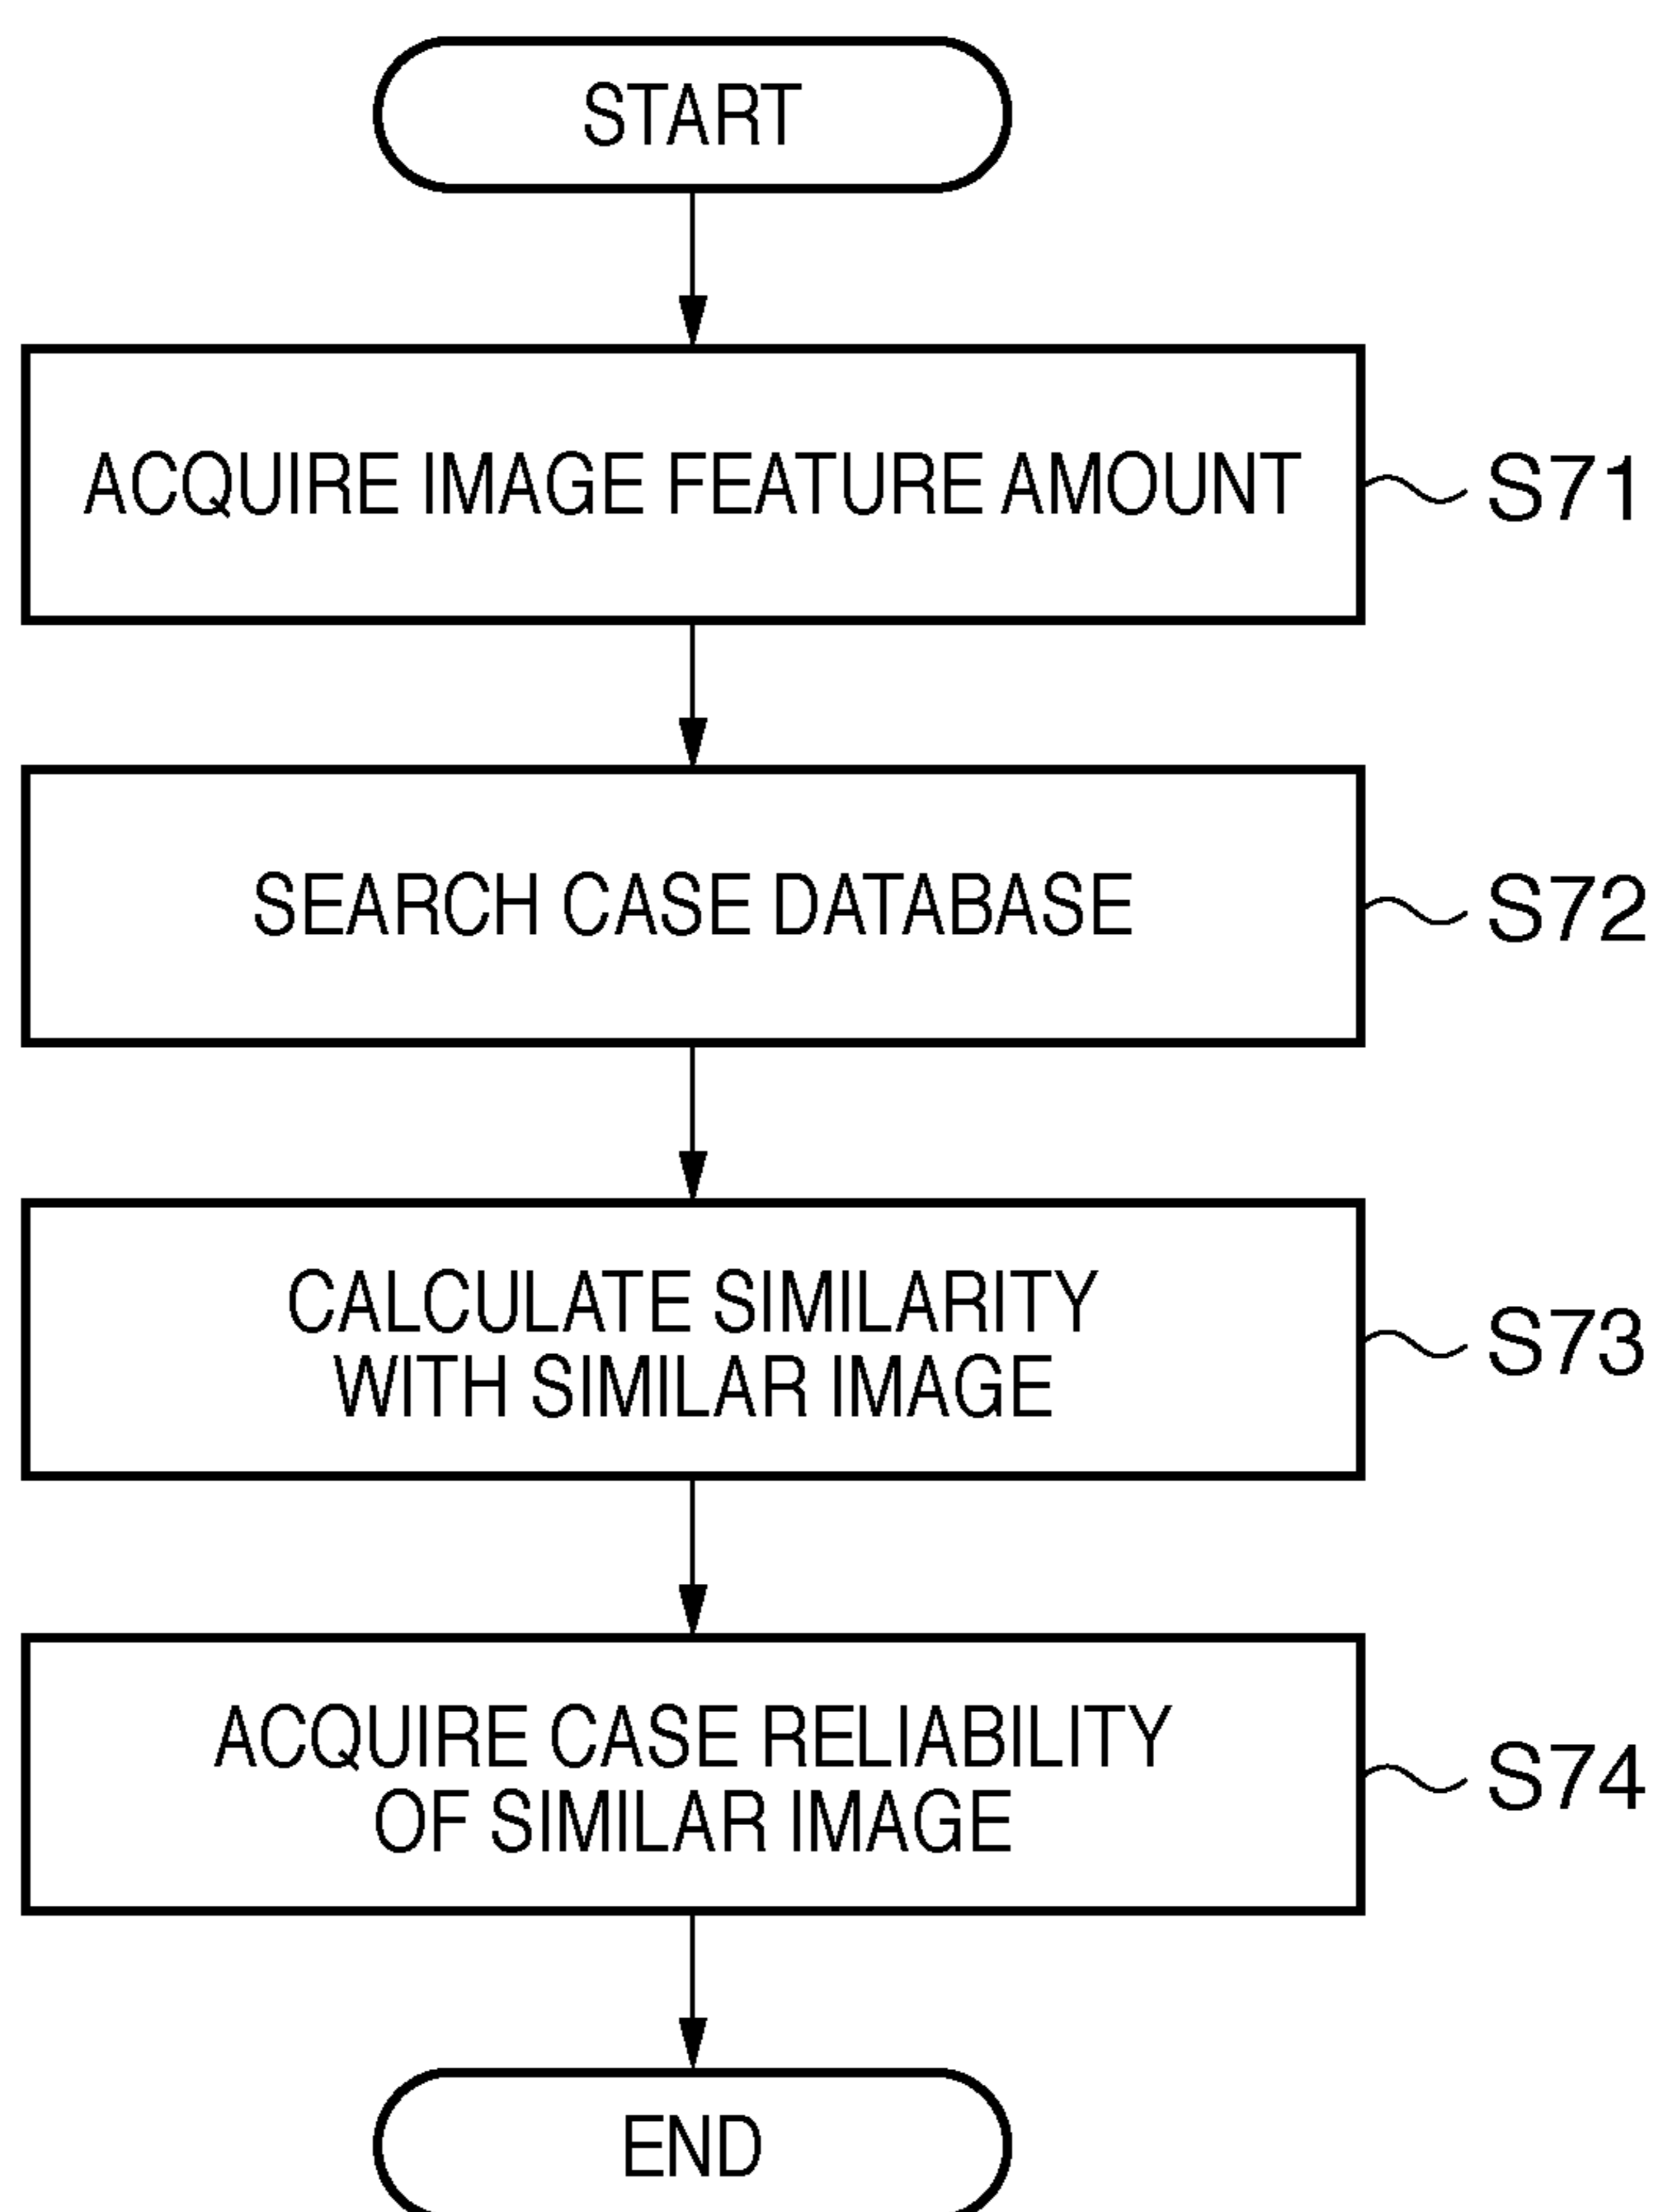 START
ACQUIRE IMAGE FEATURE AMOUNT
S71
SEARCH CASE DATABASE
S72
CALCULATE SIMILARITY
WITH SIMILAR IMAGE
S73
ACQUIRE CASE RELIABILITY
OF SIMILAR IMAGE
S74
END